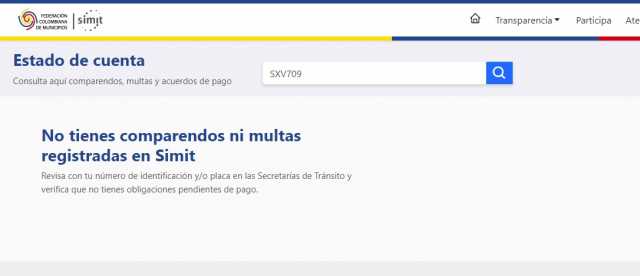 FEDERACIÓN
COLOMBIANA
DE MUNICIPIOS
simit
Transparencia
Participa
Ate
Estado de cuenta
Consulta aquí comparendos, multas y acuerdos de pago
SXV709
No tienes comparendos ni multas
registradas en Simit
Revisa con tu número de identificación y/o placa en las Secretarías de Tránsito y
verifica que no tienes obligaciones pendientes de pago.